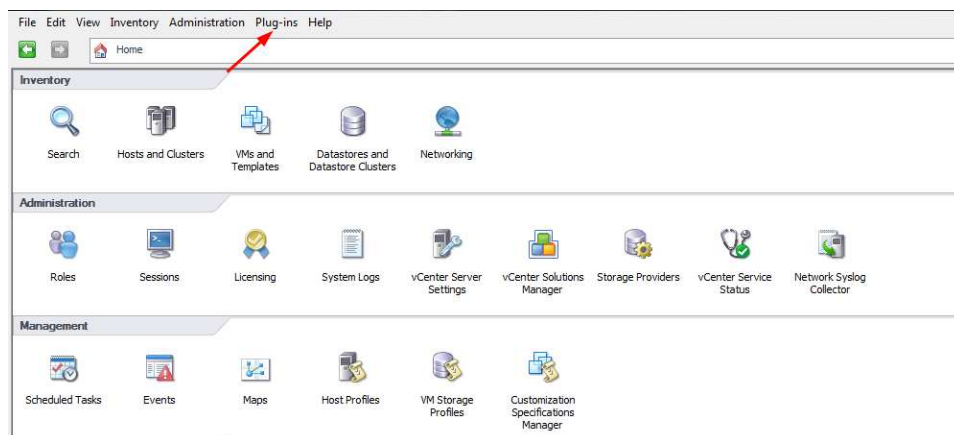 File Edit View Inventory Administration Plug-ins Help
Home
Inventory
Search
Hosts and Clusters
VMs and
Templates
Datastores and
Datastore Clusters
Networking
Administration
Roles
Sessions
Licensing
System Logs
vCenter Server
Settings
vCenter Solutions
Manager
Storage Providers
vCenter Service
Status
Network Syslog
Collector
Management
Scheduled Tasks
Events
Maps
Host Profiles
VM Storage
Profiles
Customization
Specifications
Manager